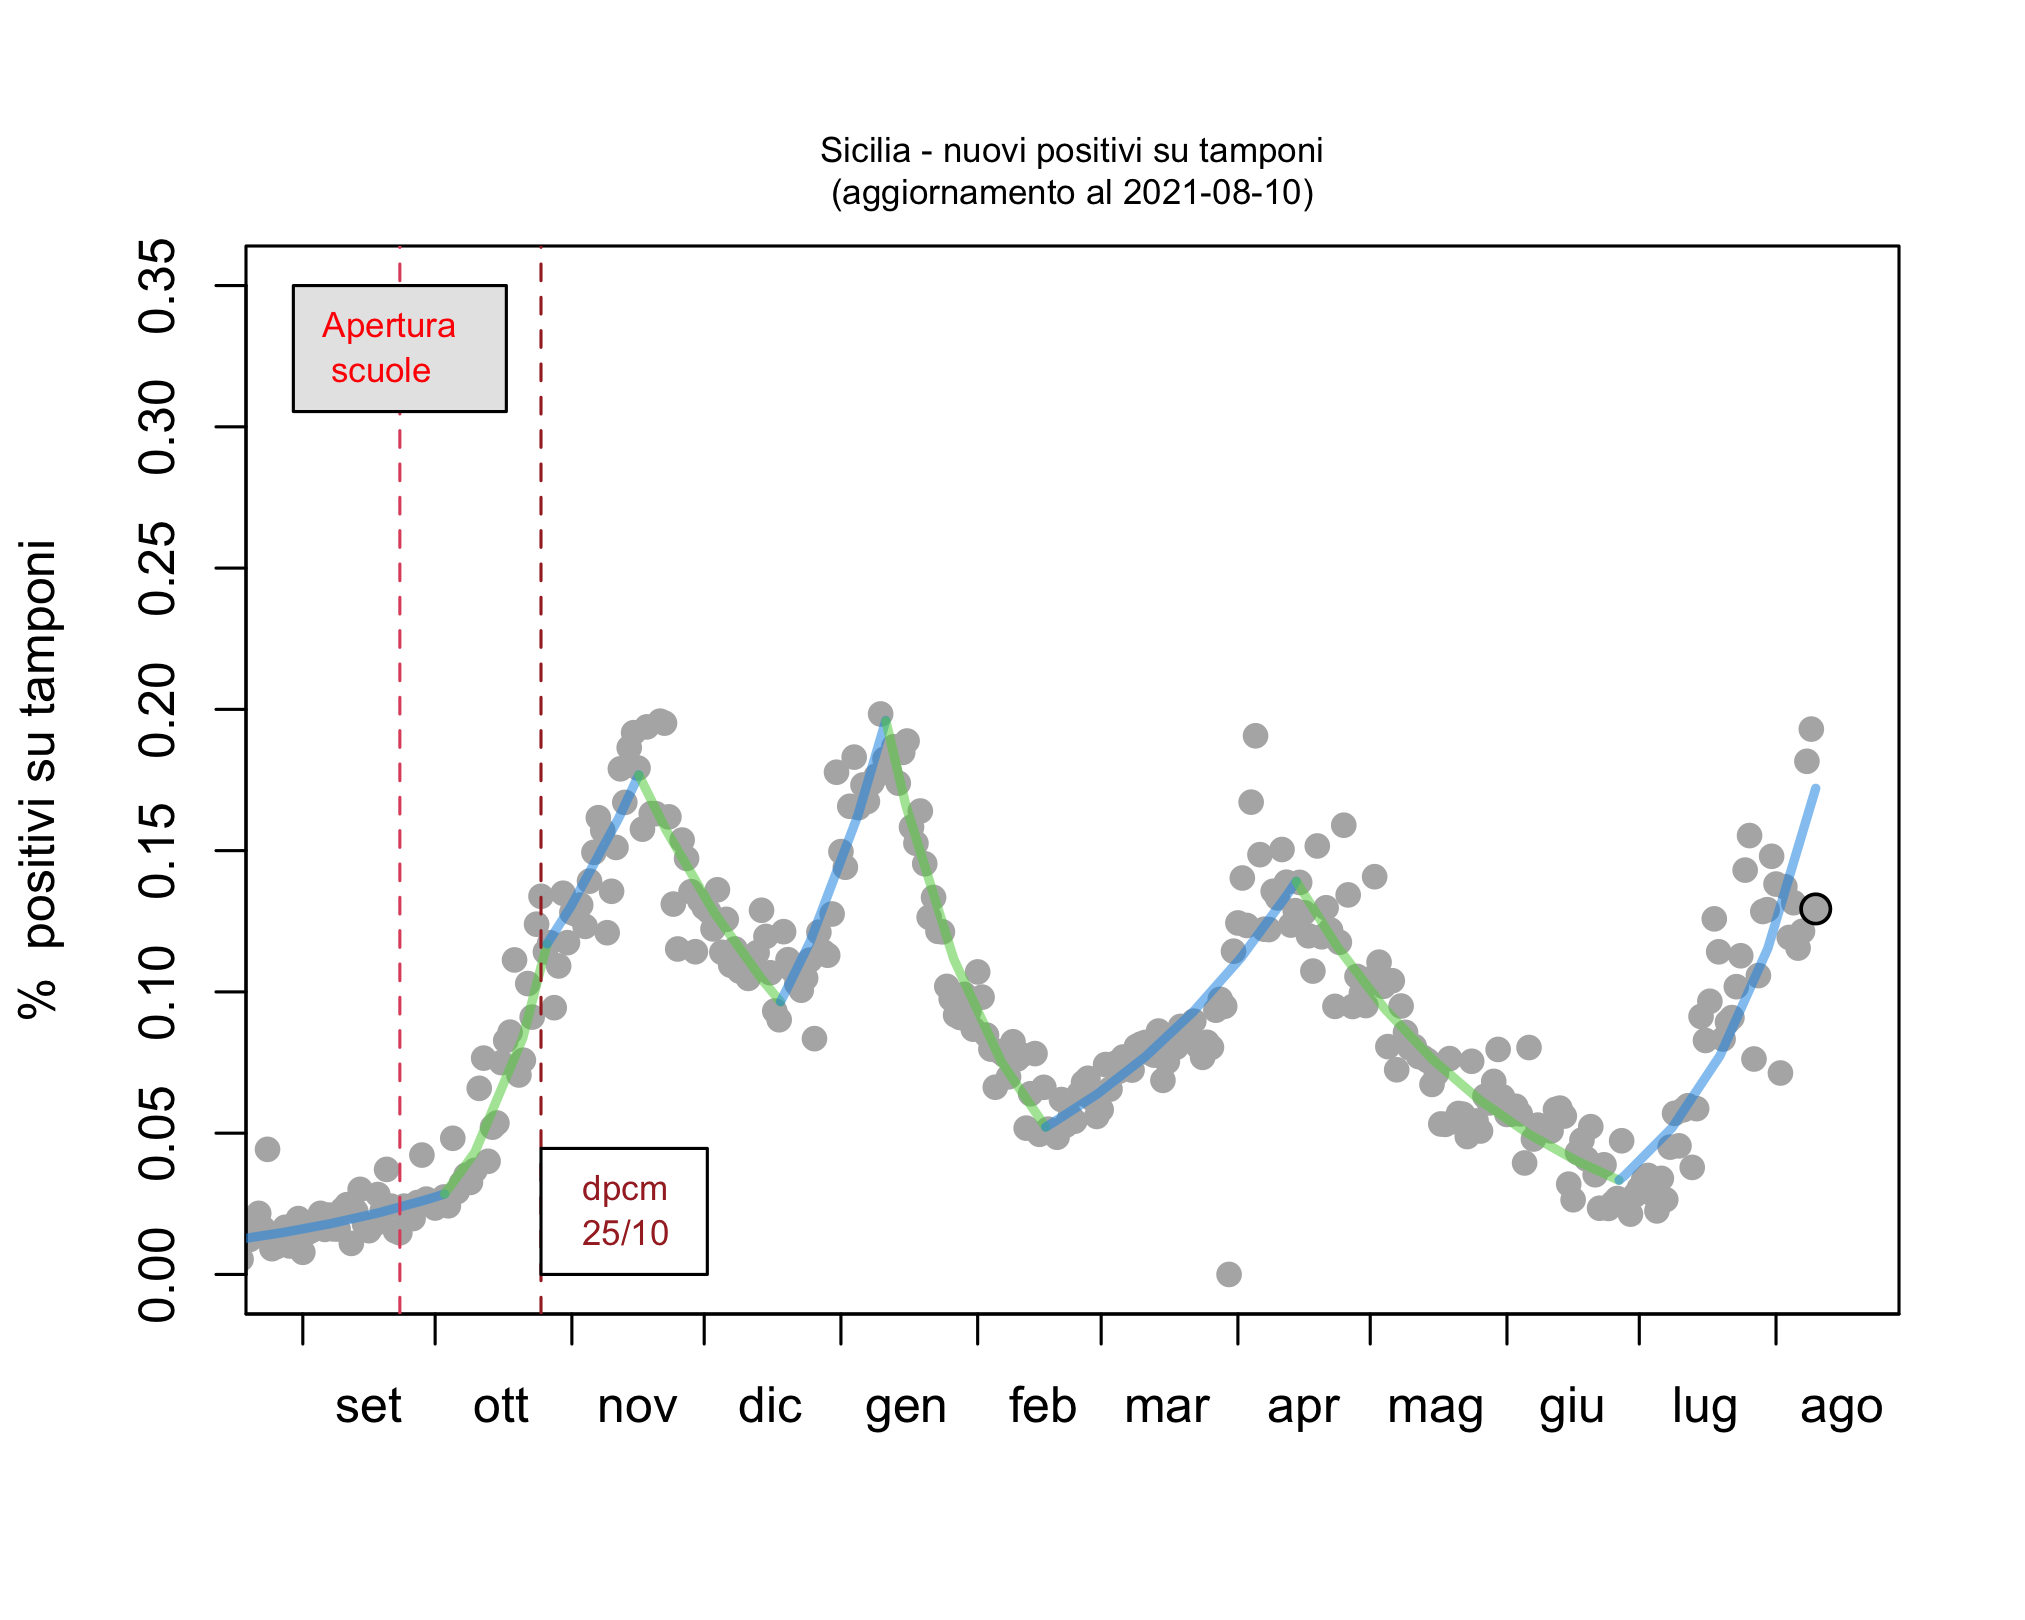 Sicilia - nuovi positivi su tamponi
(aggiornamento al 2021-08-10)
% positivi su tamponi
0.35
0.30
0.25
0.20
0.15
0.10
0.05
0.00
Apertura
scuole
dpcm
25/10
set ott nov dic gen feb mar apr mag giu lug ago